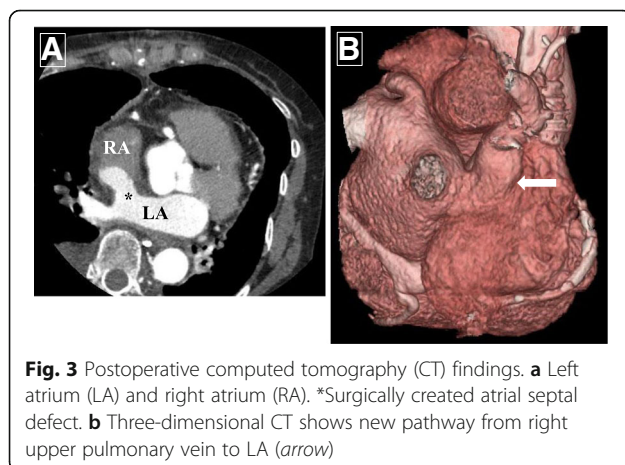 A
B
RA
*
LA
Fig. 3 Postoperative computed tomography (CT) findings. a Left
atrium (LA) and right atrium (RA). *Surgically created atrial septal
defect. b Three-dimensional CT shows new pathway from right
upper pulmonary vein to LA (arrow)